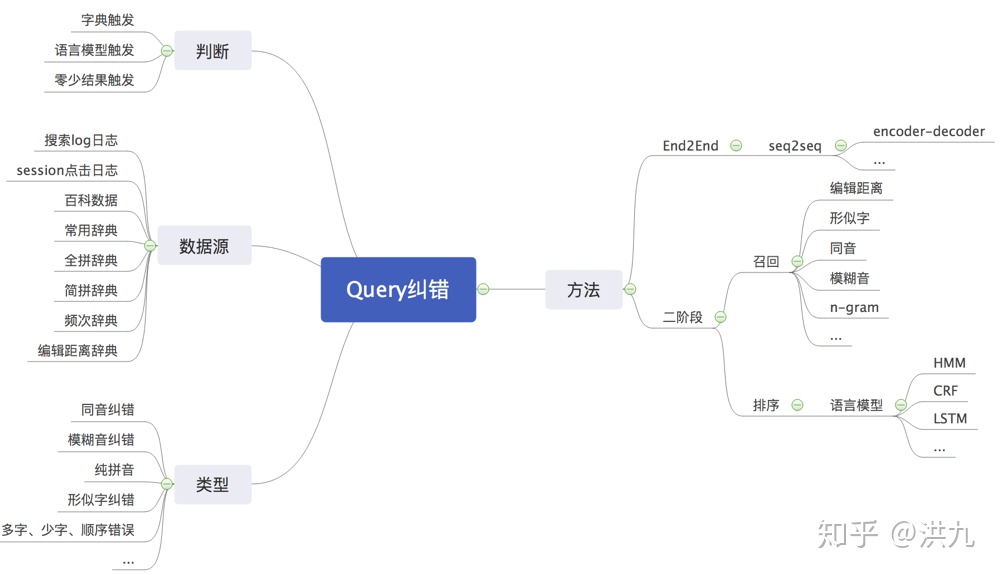 Query纠错
判断
字典触发
语言模型触发
零少结果触发
数据源
搜索log日志
session点击日志
百科数据
常用辞典
全拼辞典
简拼辞典
频次辞典
编辑距离辞典
类型
同音纠错
模糊音纠错
纯拼音
形似字纠错
多字、少字、顺序错误
...
方法
End2End
seq2seq
encoder-decoder
...
二阶段
召回
编辑距离
形似字
同音
模糊音
n-gram
...
排序
语言模型
HMM
CRF
LSTM
...
知乎 @洪九